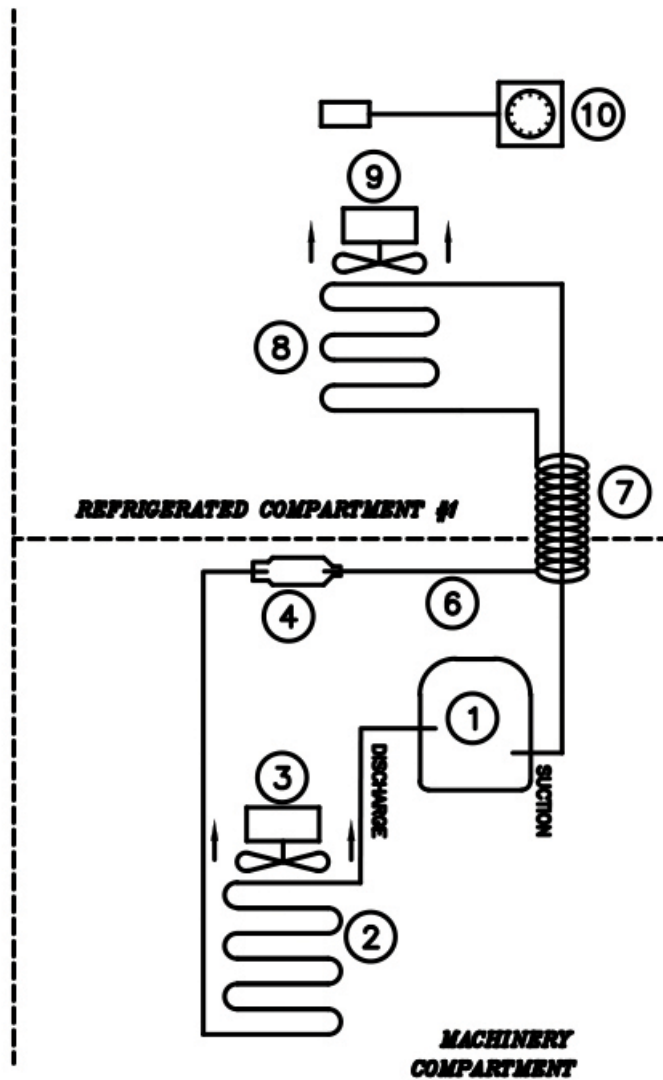 10
9
8
7
REFRIGERATED COMPARTMENT #1
4
6
1
DISCHARGE
SUCTION
3
2
MACHINERY
COMPARTMENT